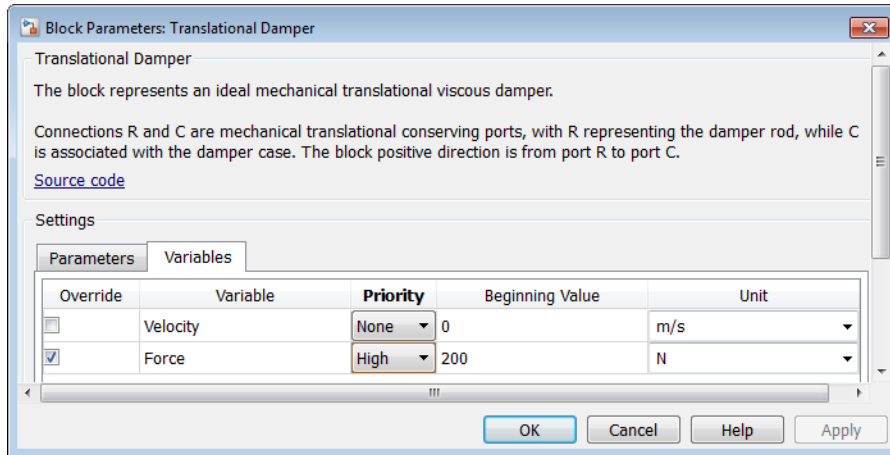 Block Parameters: Translational Damper
Translational Damper
The block represents an ideal mechanical translational viscous damper.
Connections R and C are mechanical translational conserving ports, with R representing the damper rod, while C
is associated with the damper case. The block positive direction is from port R to port C.
Source code
Settings
Parameters Variables
Override Variable Priority Beginning Value Unit
Velocity None 0 m/s
Force High 200 N
OK Cancel Help Apply